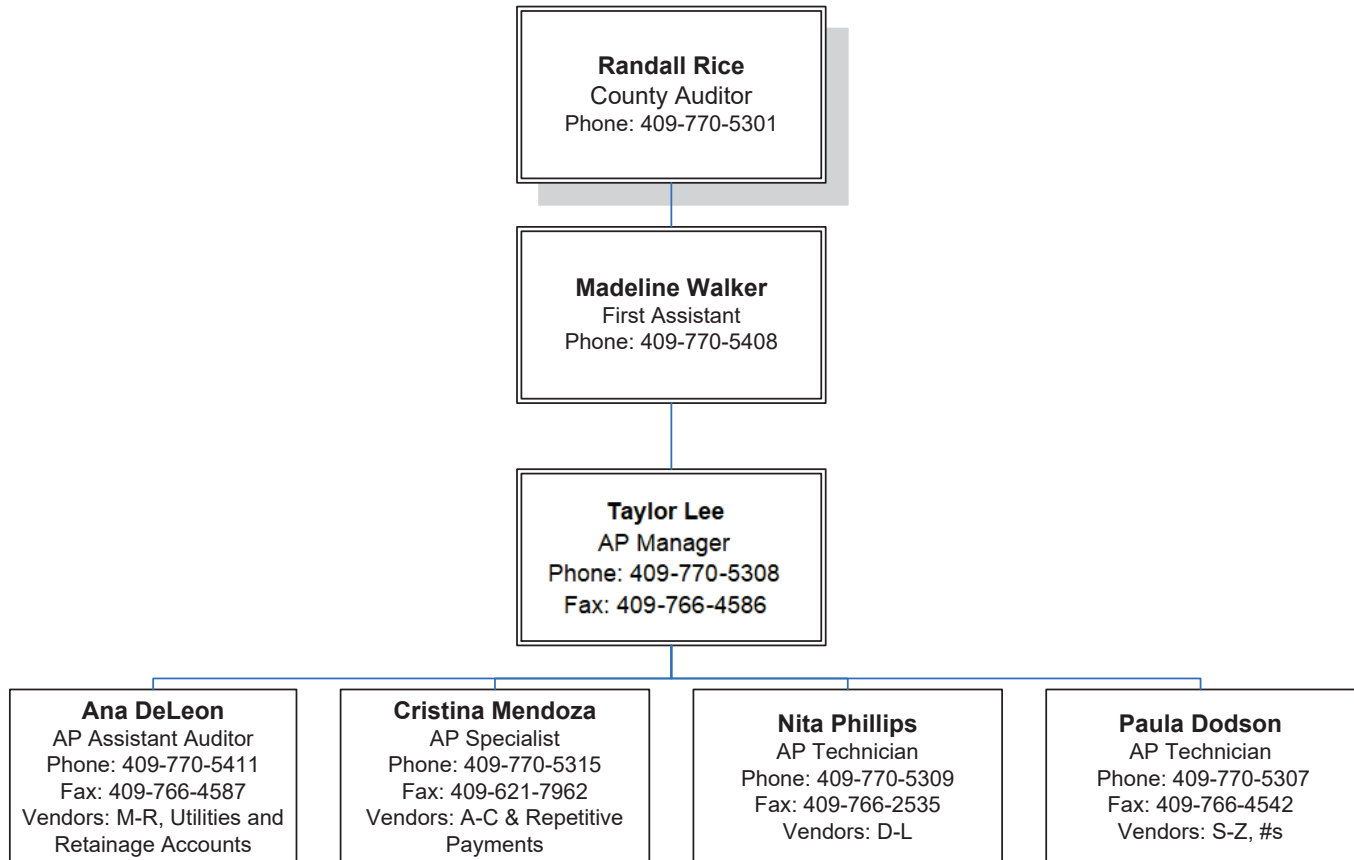 Randall Rice
County Auditor
Phone: 409-770-5301
Madeline Walker
First Assistant
Phone: 409-770-5408
Taylor Lee
AP Manager
Phone: 409-770-5308
Fax: 409-766-4586
Ana DeLeon
AP Assistant Auditor
Phone: 409-770-5411
Fax: 409-766-4587
Vendors: M-R, Utilities and
Retainage Accounts
Cristina Mendoza
AP Specialist
Phone: 409-770-5315
Fax: 409-621-7962
Vendors: A-C & Repetitive
Payments
Nita Phillips
AP Technician
Phone: 409-770-5309
Fax: 409-766-2535
Vendors: D-L
Paula Dodson
AP Technician
Phone: 409-770-5307
Fax: 409-766-4542
Vendors: S-Z, #s